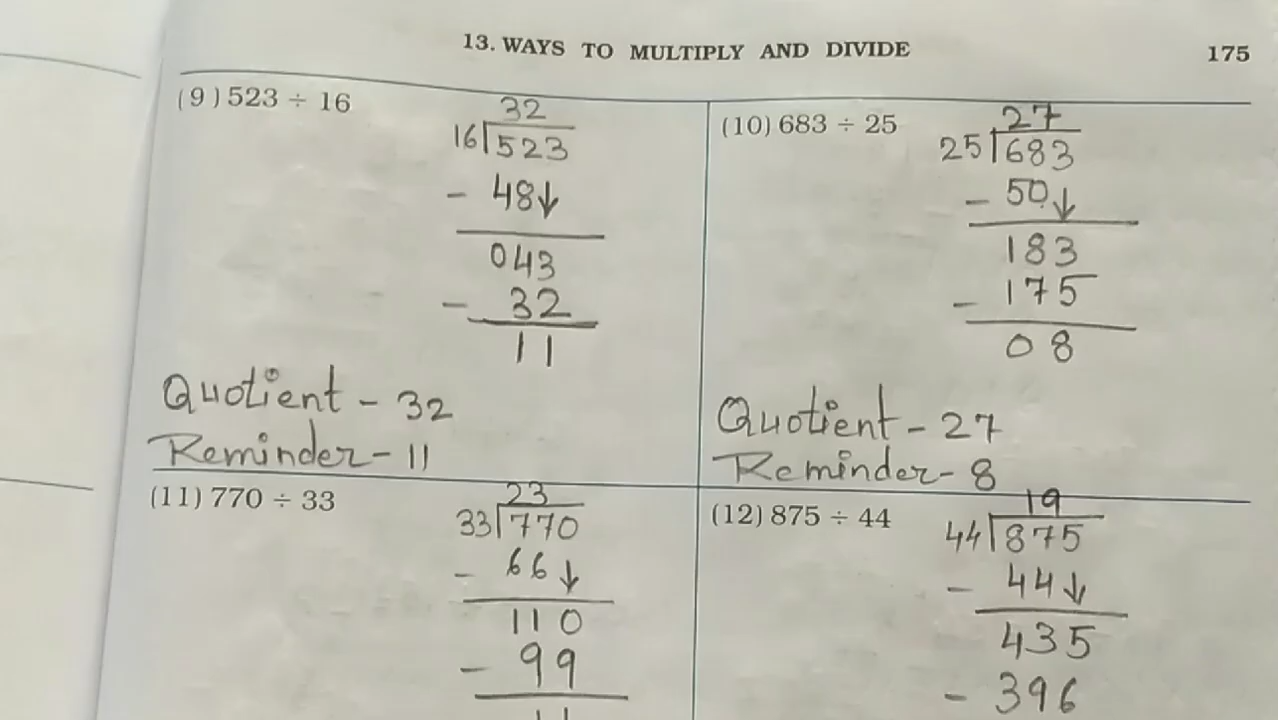 13. WAYS TO MULTIPLY AND DIVIDE 175
(9) 523 ÷ 16
32
16 523
- 48↓
043
- 32
11
Quotient - 32
Reminder - 11
(10) 683 ÷ 25
27
25 683
- 50↓
183
- 175
08
Quotient - 27
Reminder - 8
(11) 770 ÷ 33
23
33 770
- 66↓
110
- 99
11
(12) 875 ÷ 44
19
44 875
- 44↓
435
- 396